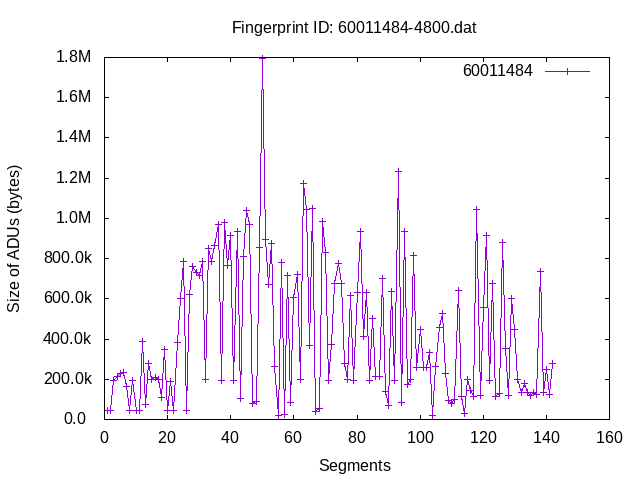 Fingerprint ID: 60011484-4800.dat
60011484
Size of ADUs (bytes)
1.8M
1.6M
1.4M
1.2M
1.0M
800.0k
600.0k
400.0k
200.0k
0.0
0 20 40 60 80 100 120 140 160
Segments